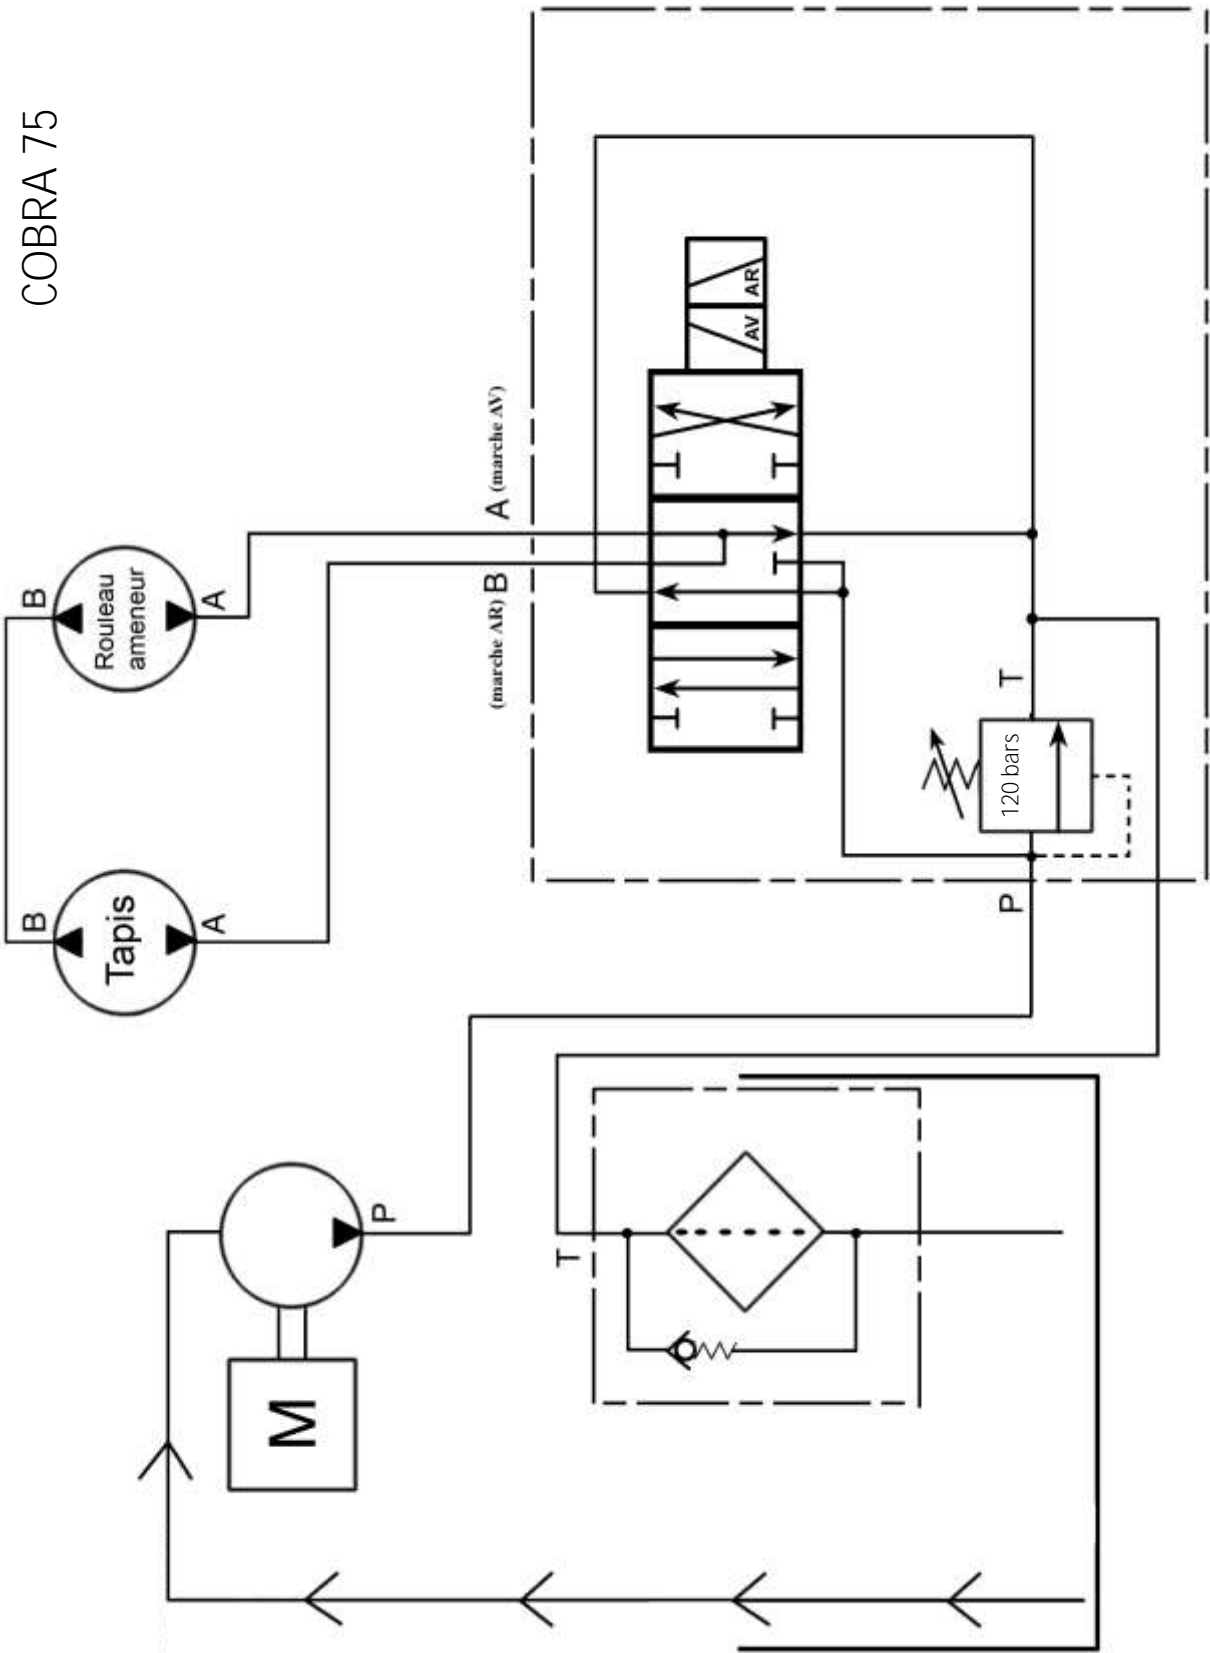 COBRA 75
B
Rouleau
ameneur
A
B
Tapis
A
A (marche AV)
(marche AR) B
AV
AR
T
120 bars
P
P
T
M